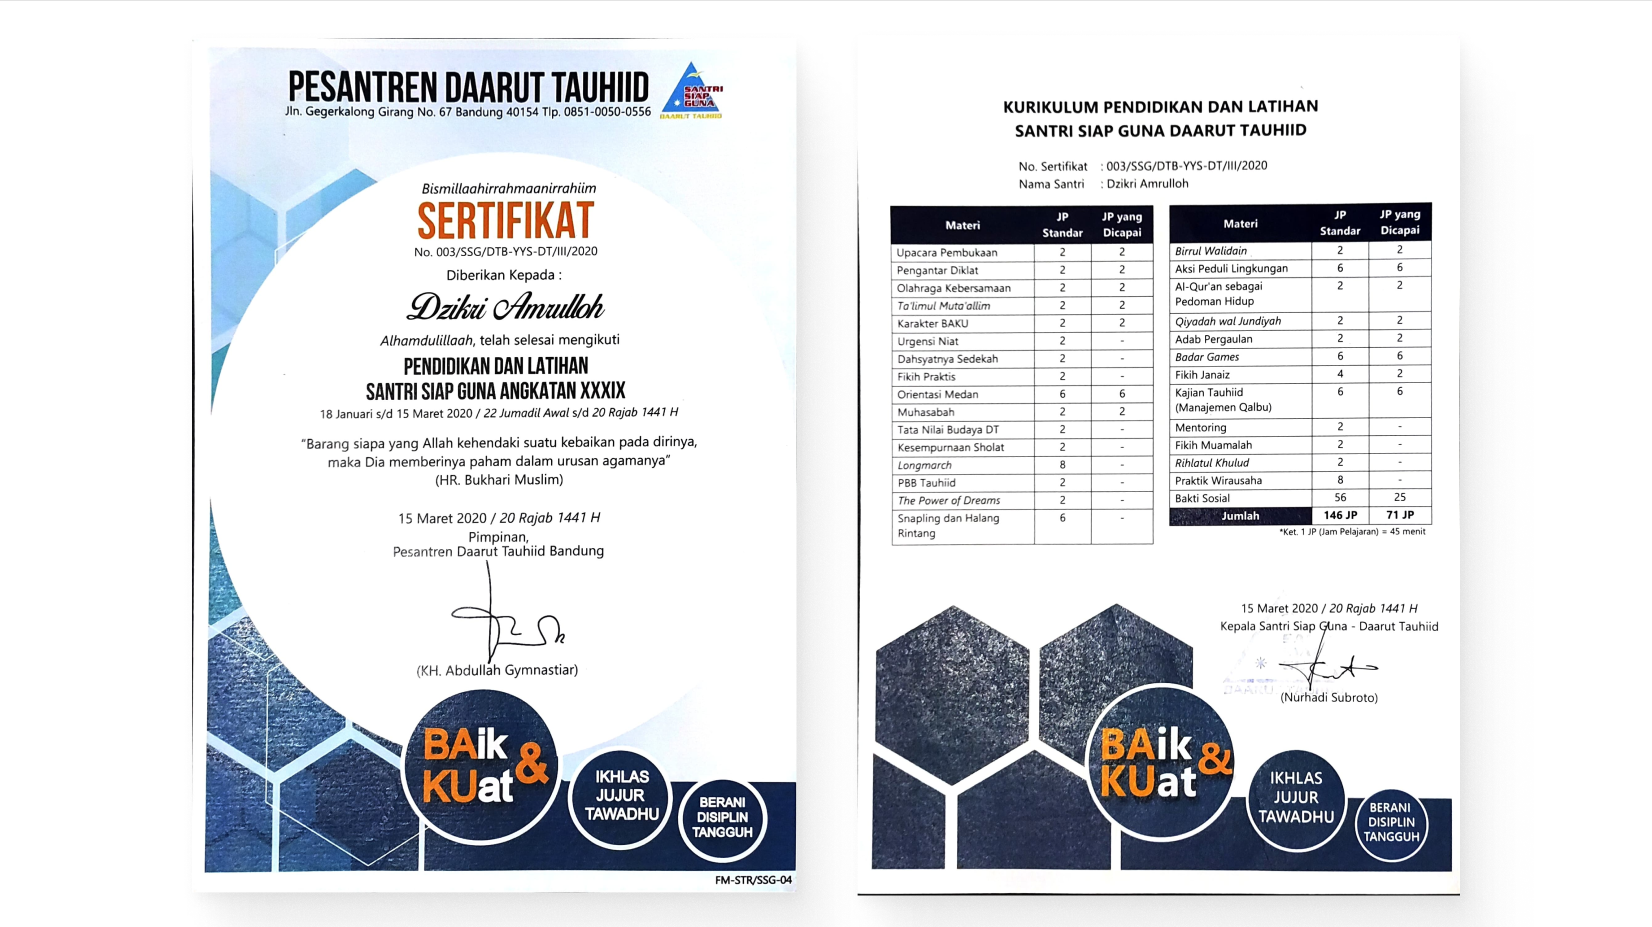 PESANTREN DAARUT TAUHIID
Jln. Gegerkalong Girang No. 67 Bandung 40154 Tlp. 0851-0050-0556
SANTRI
SIAP
GUNA
DAARUT TAUHIID
Bismillaahirrahmaanirrahiim
SERTIFIKAT
No. 003/SSG/DTB-YYS-DT/III/2020
Diberikan Kepada :
Dzikri Amrulloh
Alhamdulillaah, telah selesai mengikuti
PENDIDIKAN DAN LATIHAN
SANTRI SIAP GUNA ANGKATAN XXXIX
18 Januari s/d 15 Maret 2020 / 22 Jumadil Awal s/d 20 Rajab 1441 H
“Barang siapa yang Allah kehendaki suatu kebaikan pada dirinya,
maka Dia memberinya paham dalam urusan agamanya”
(HR. Bukhari Muslim)
15 Maret 2020 / 20 Rajab 1441 H
Pimpinan,
Pesantren Daarut Tauhiid Bandung
(KH. Abdullah Gymnastiar)
BAik &
KUat
IKHLAS
JUJUR
TAWADHU
BERANI
DISIPLIN
TANGGUH
FM-STR/SSG-04
KURIKULUM PENDIDIKAN DAN LATIHAN
SANTRI SIAP GUNA DAARUT TAUHIID
No. Sertifikat : 003/SSG/DTB-YYS-DT/III/2020
Nama Santri : Dzikri Amrulloh
Materi JP Standar JP yang Dicapai
Upacara Pembukaan 2 2
Pengantar Diklat 2 2
Olahraga Kebersamaan 2 2
Ta'limul Muta'allim 2 2
Karakter BAKU 2 2
Urgensi Niat 2 -
Dahsyatnya Sedekah 2 -
Fikih Praktis 2 -
Orientasi Medan 6 6
Muhasabah 2 2
Tata Nilai Budaya DT 2 -
Kesempurnaan Sholat 2 -
Longmarch 8 -
PBB Tauhiid 2 -
The Power of Dreams 2 -
Snapling dan Halang 6 -
Rintang
Materi JP Standar JP yang Dicapai
Birrul Walidain 2 2
Aksi Peduli Lingkungan 6 6
Al-Qur'an sebagai 2 2
Pedoman Hidup
Qiyadah wal Jundiyah 2 2
Adab Pergaulan 2 2
Badar Games 6 6
Fikih Janaiz 4 2
Kajian Tauhiid 6 6
(Manajemen Qalbu)
Mentoring 2 -
Fikih Muamalah 2 -
Rihlatul Khulud 2 -
Praktik Wirausaha 8 -
Bakti Sosial 56 25
Jumlah 146 JP 71 JP
*Ket. 1 JP (Jam Pelajaran) = 45 menit
15 Maret 2020 / 20 Rajab 1441 H
Kepala Santri Siap Guna - Daarut Tauhiid
(Nurhadi Subroto)
BAik &
KUat
IKHLAS
JUJUR
TAWADHU
BERANI
DISIPLIN
TANGGUH